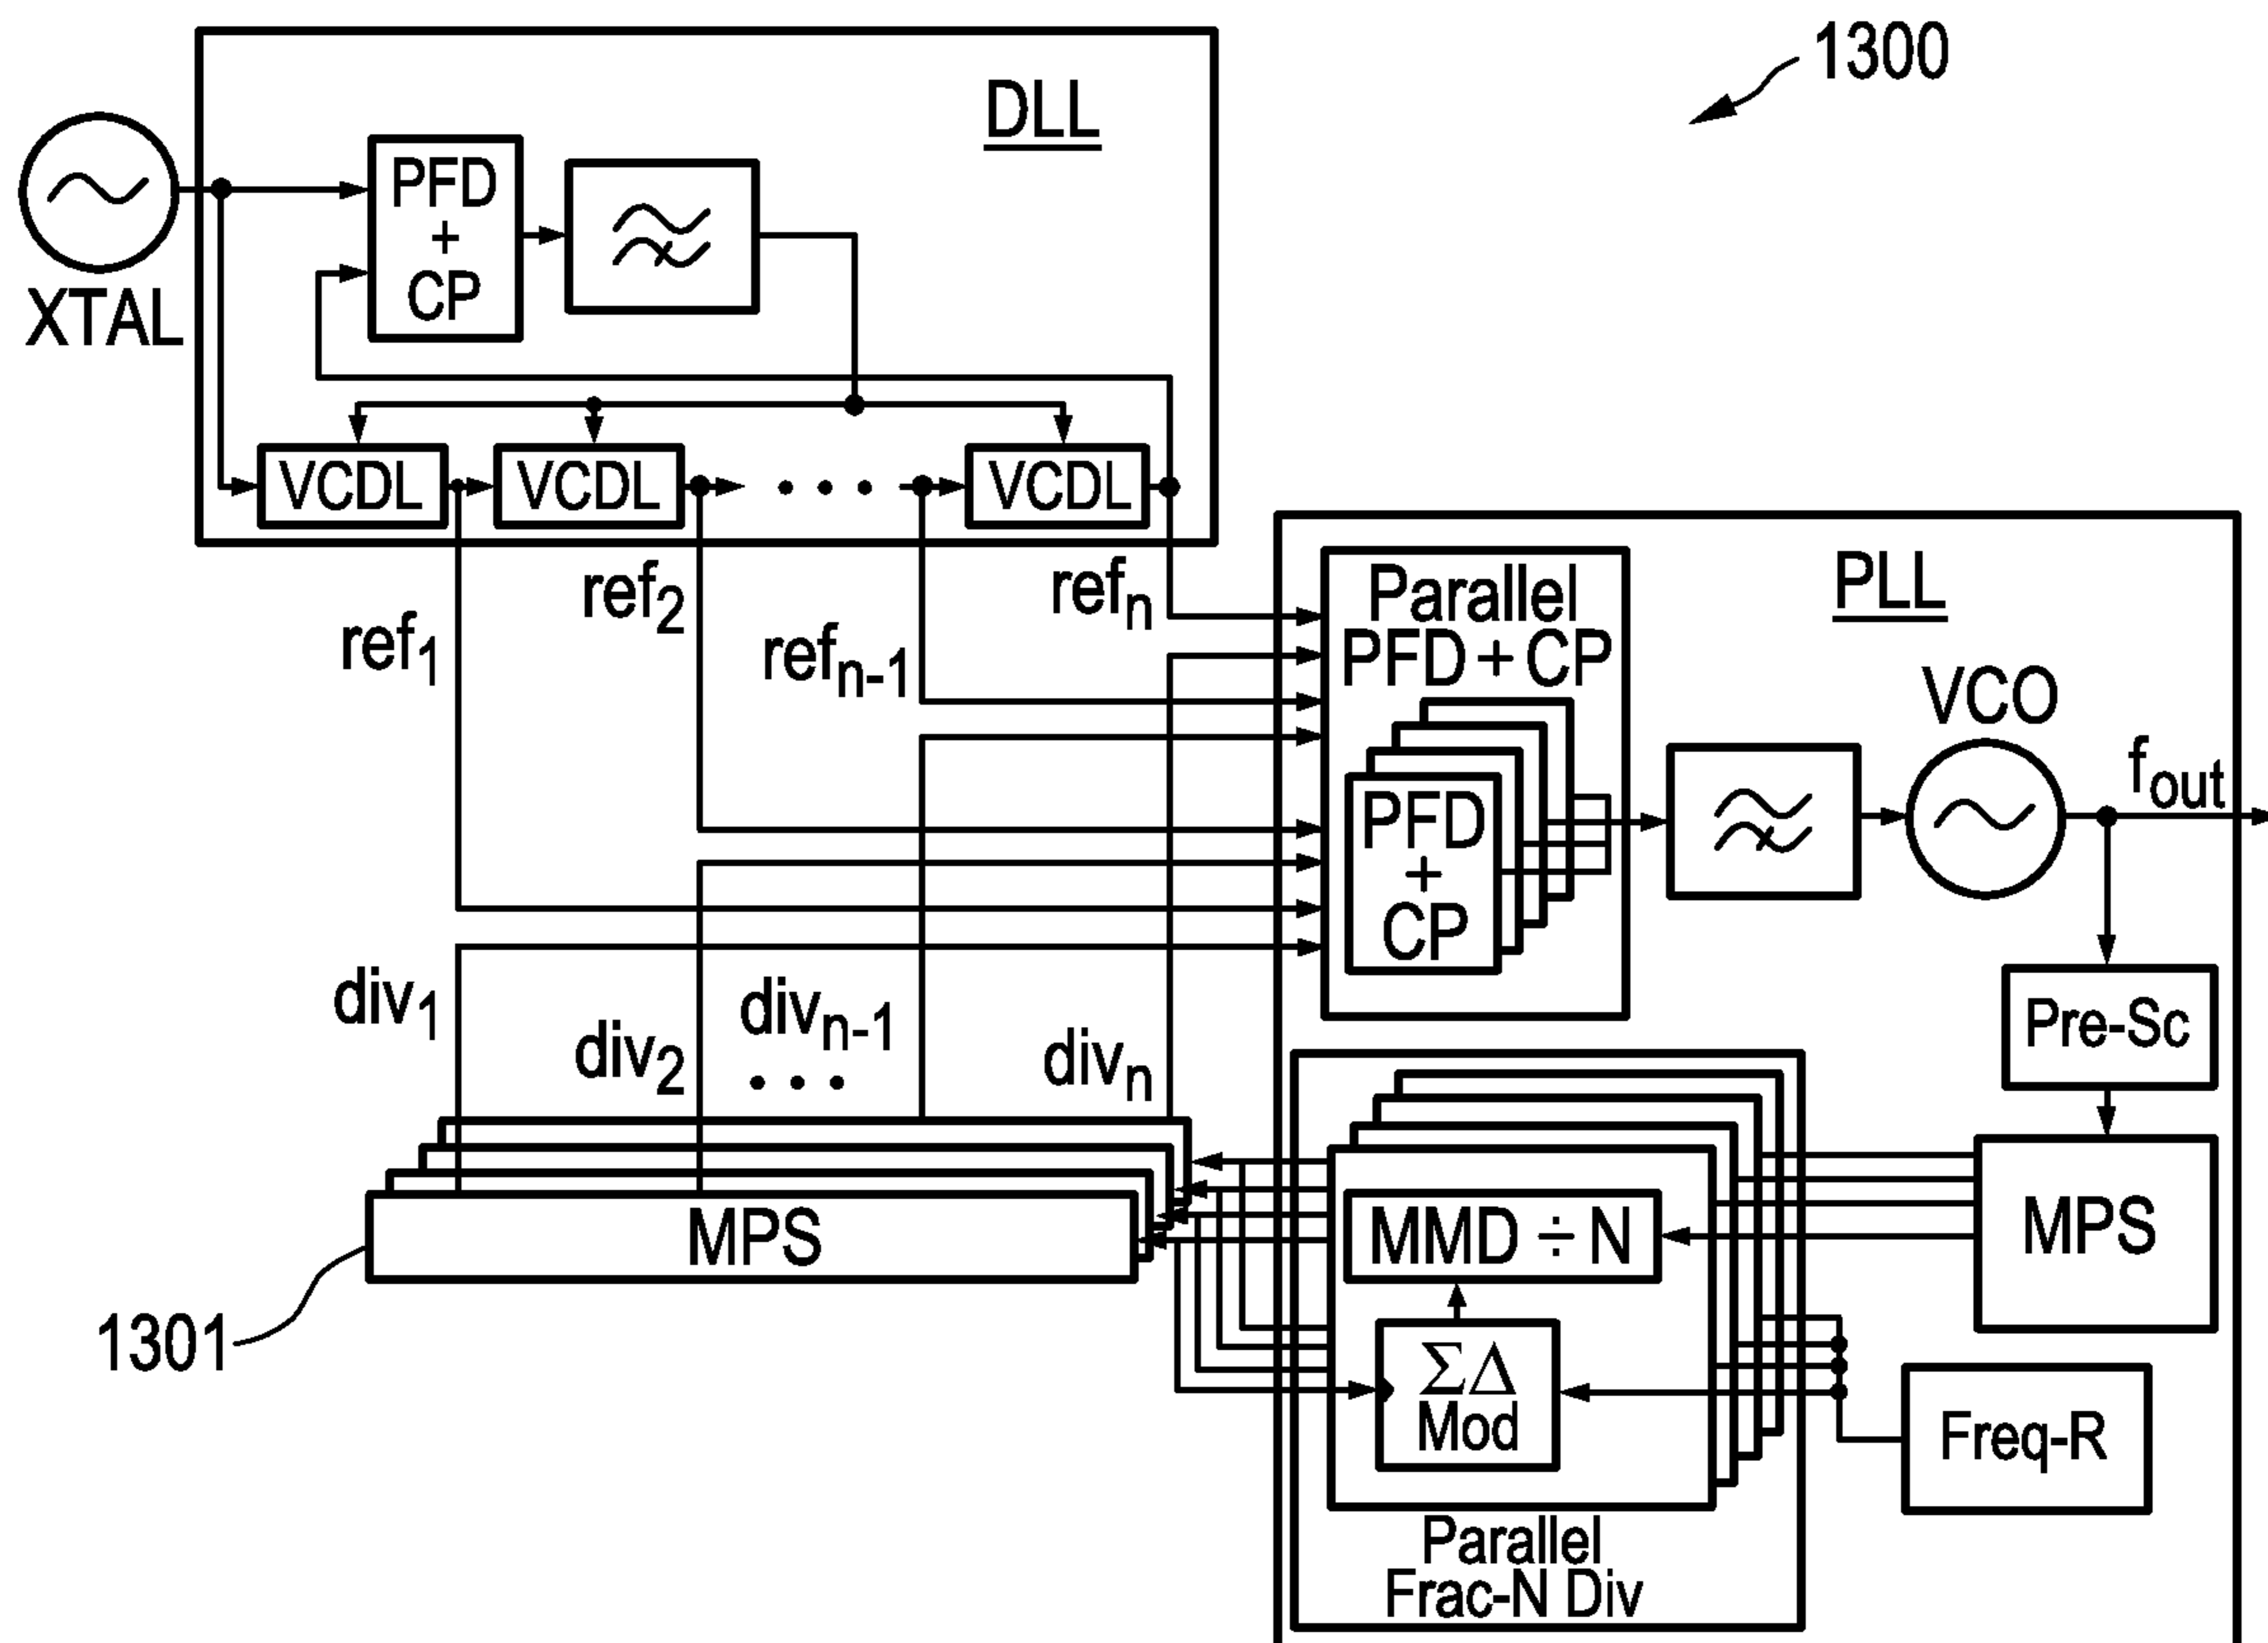 1300
DLL
PFD
+
CP
XTAL
VCDL
VCDL
• • •
VCDL
ref1
ref2
refn-1
refn
PLL
Parallel
PFD + CP
PFD
+
CP
VCO
fout
Pre-Sc
MPS
div1
div2
divn-1
• • •
divn
MPS
1301
MMD ÷ N
ΣΔ
Mod
Freq-R
Parallel
Frac-N Div